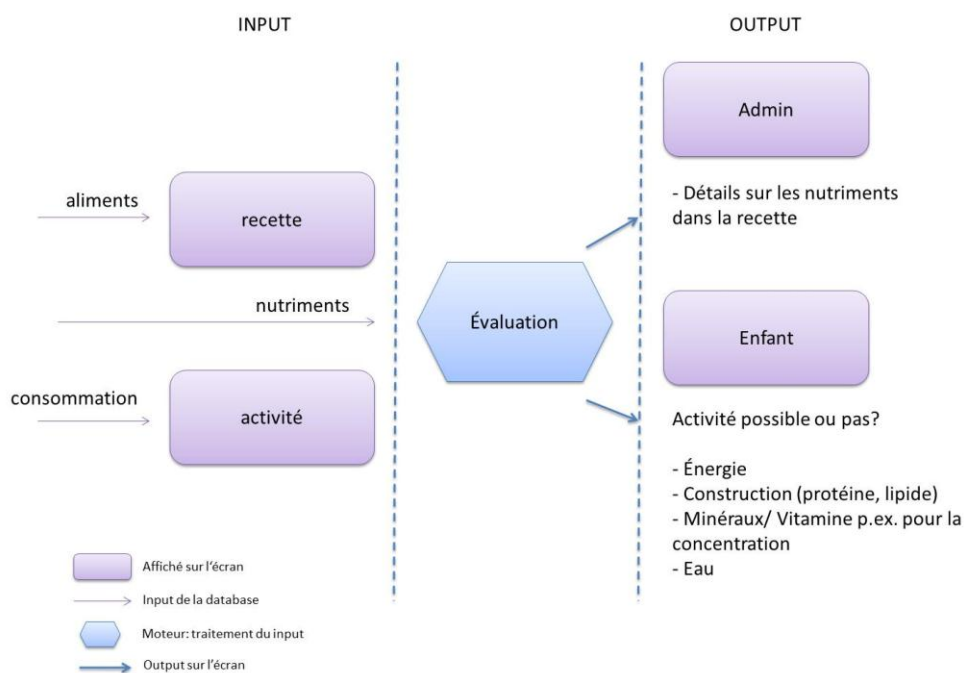 INPUT
OUTPUT
Admin
aliments
recette
- Détails sur les nutriments
dans la recette
nutriments
Évaluation
Enfant
consommation
activité
Activité possible ou pas?
- Énergie
- Construction (protéine, lipide)
- Minéraux/ Vitamine p.ex. pour la
concentration
- Eau
Affiché sur l'écran
Input de la database
Moteur: traitement du input
Output sur l'écran